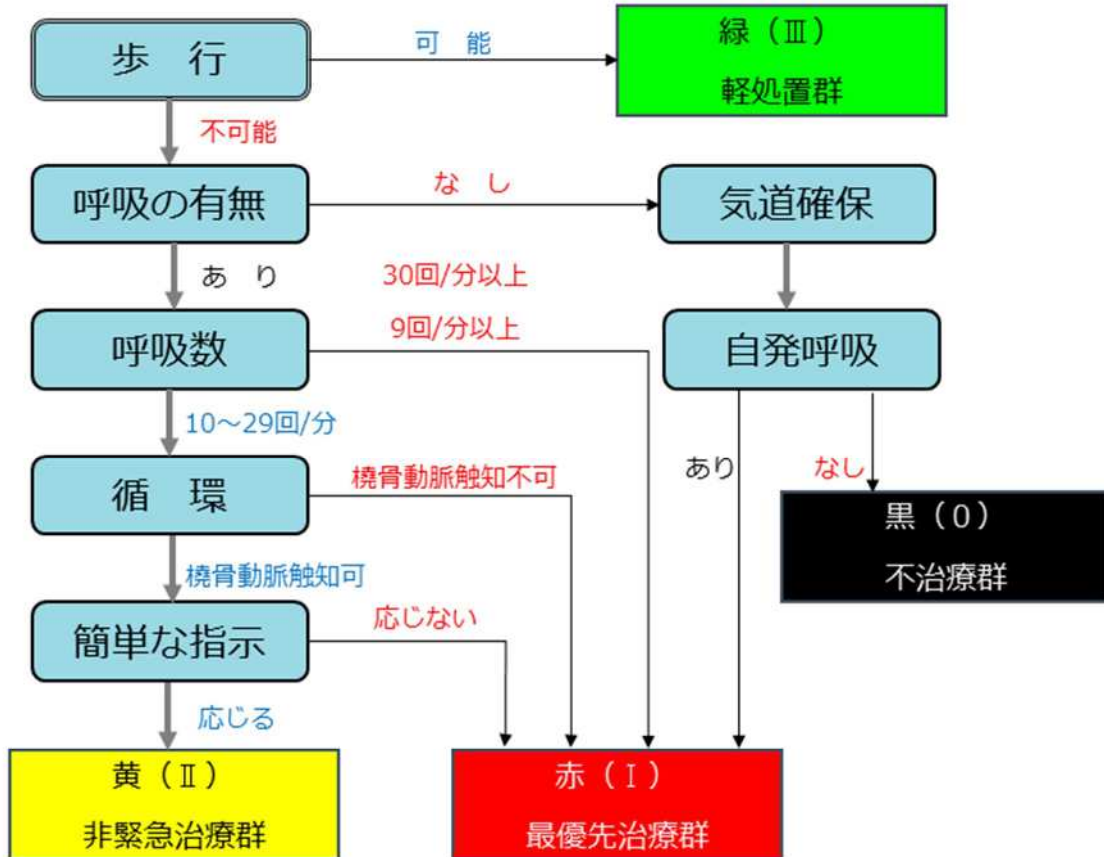 歩　行
可　能
緑（Ⅲ）
軽処置群
不可能
呼吸の有無
な　し
気道確保
あ　り
30回/分以上
9回/分以上
呼吸数
自発呼吸
10～29回/分
循　環
橈骨動脈触知不可
あり
なし
黒（0）
不治療群
橈骨動脈触知可
簡単な指示
応じない
応じる
黄（Ⅱ）
非緊急治療群
赤（Ⅰ）
最優先治療群